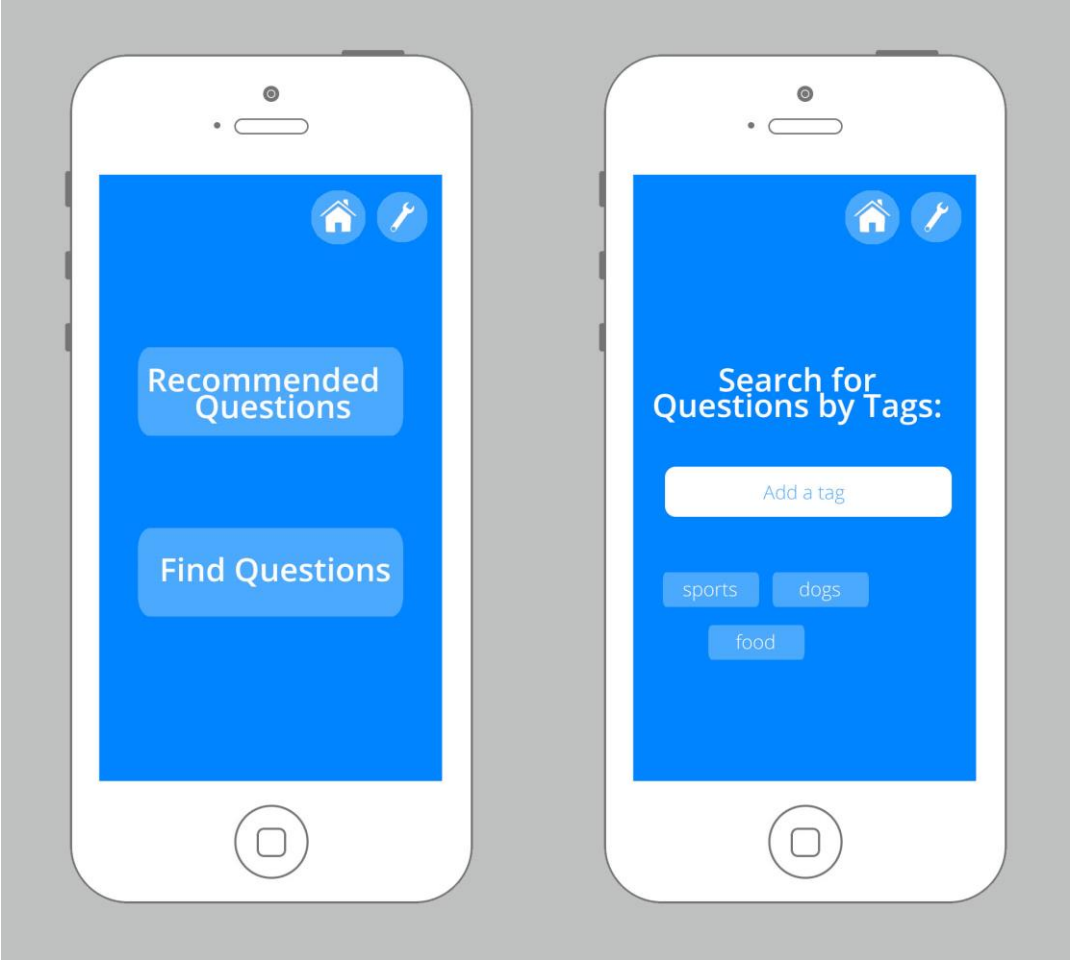 Recommended
Questions
Find Questions
Search for
Questions by Tags:
Add a tag
sports dogs
food